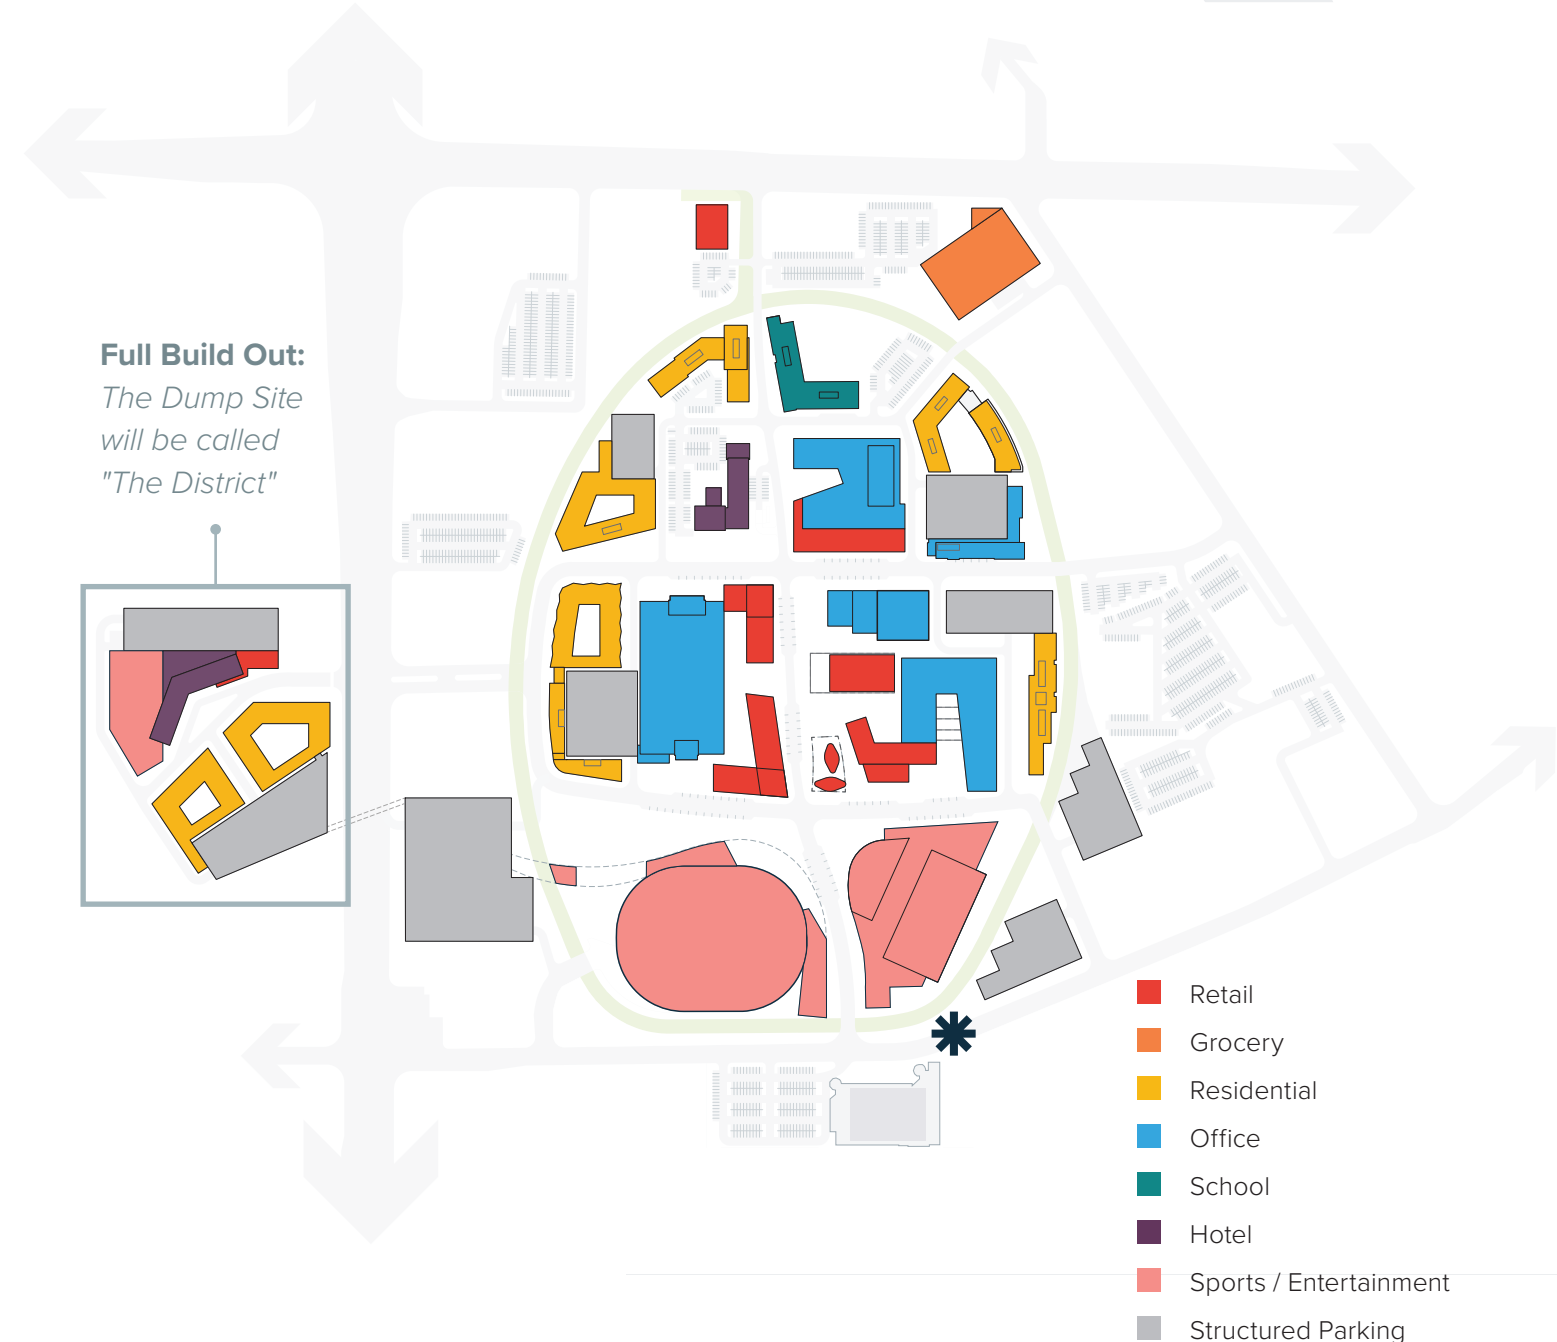 Full Build Out:
The Dump Site
will be called
"The District"
Retail
Grocery
Residential
Office
School
Hotel
Sports / Entertainment
Structured Parking